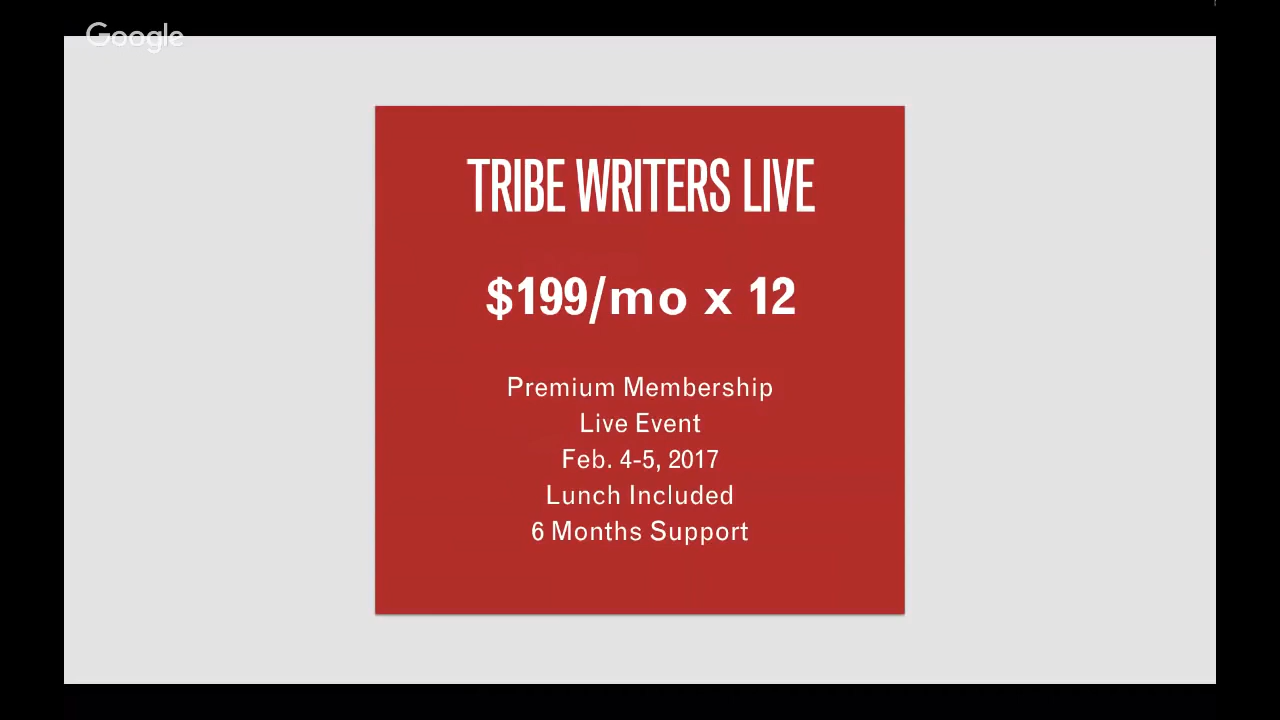 Google
TRIBE WRITERS LIVE
$199/mo x 12
Premium Membership
Live Event
Feb. 4-5, 2017
Lunch Included
6 Months Support